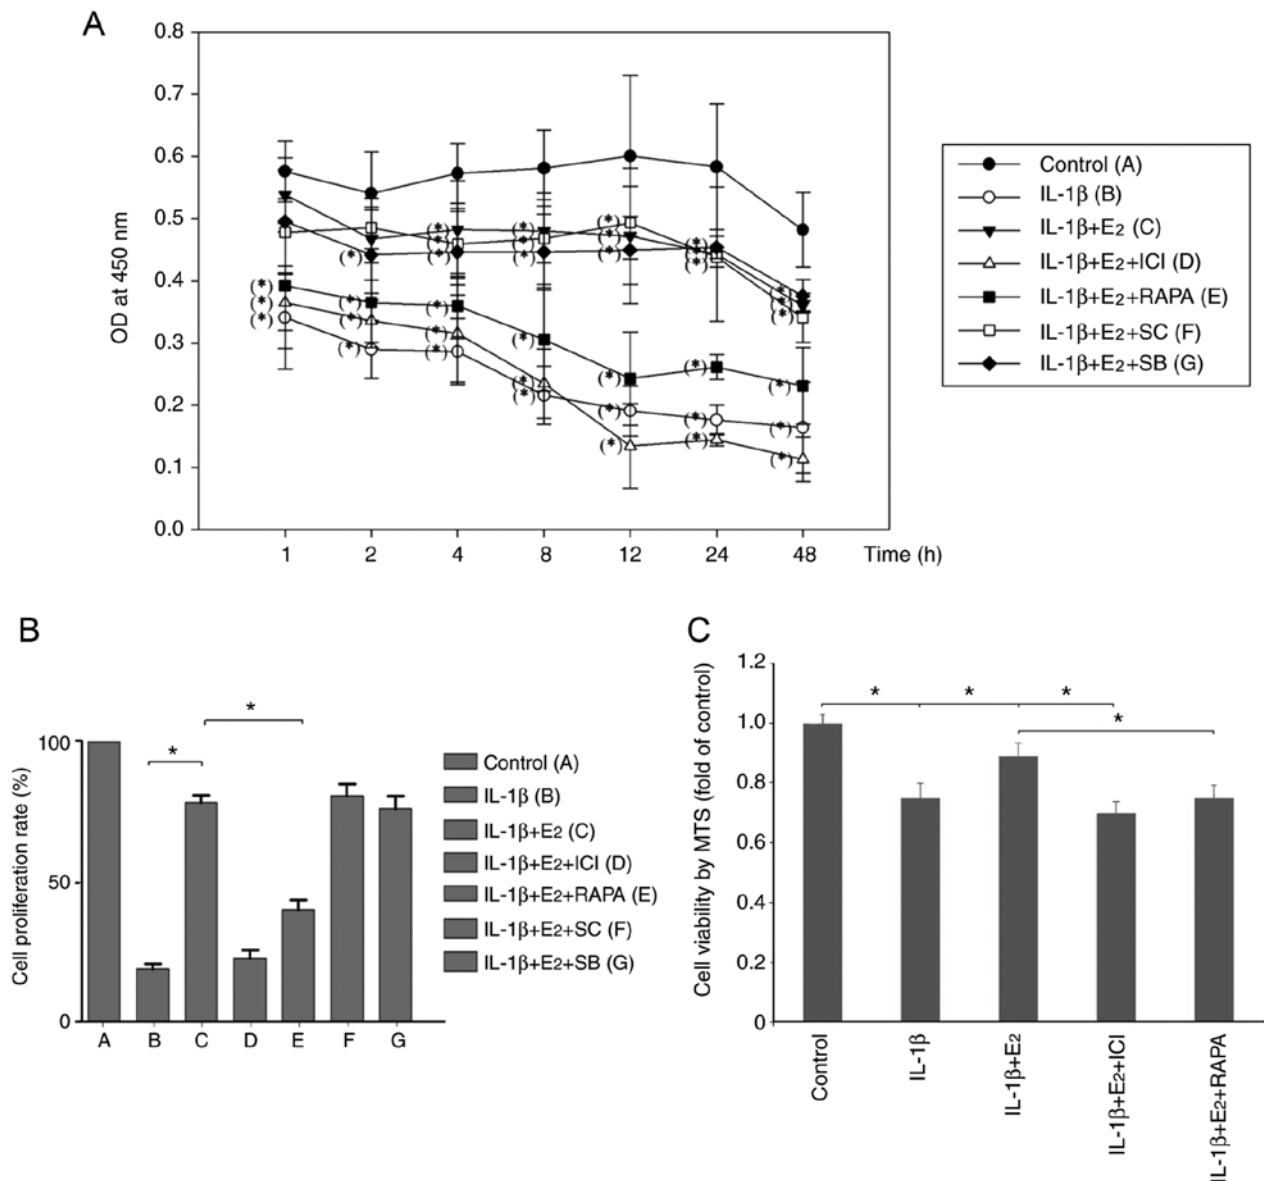 A
0.8
0.7
0.6
0.5
0.4
0.3
0.2
0.1
0.0
OD at 450 nm
1 2 4 8 12 24 48 Time (h)
Control (A)
IL-1β (B)
IL-1β+E2 (C)
IL-1β+E2+ICI (D)
IL-1β+E2+RAPA (E)
IL-1β+E2+SC (F)
IL-1β+E2+SB (G)
B
Cell proliferation rate (%)
100
50
0
* *
A B C D E F G
Control (A)
IL-1β (B)
IL-1β+E2 (C)
IL-1β+E2+ICI (D)
IL-1β+E2+RAPA (E)
IL-1β+E2+SC (F)
IL-1β+E2+SB (G)
C
Cell viability by MTS (fold of control)
1.2
1.0
0.8
0.6
0.4
0.2
0
* * *
*
Control
IL-1β
IL-1β+E2
IL-1β+E2+ICI
IL-1β+E2+RAPA